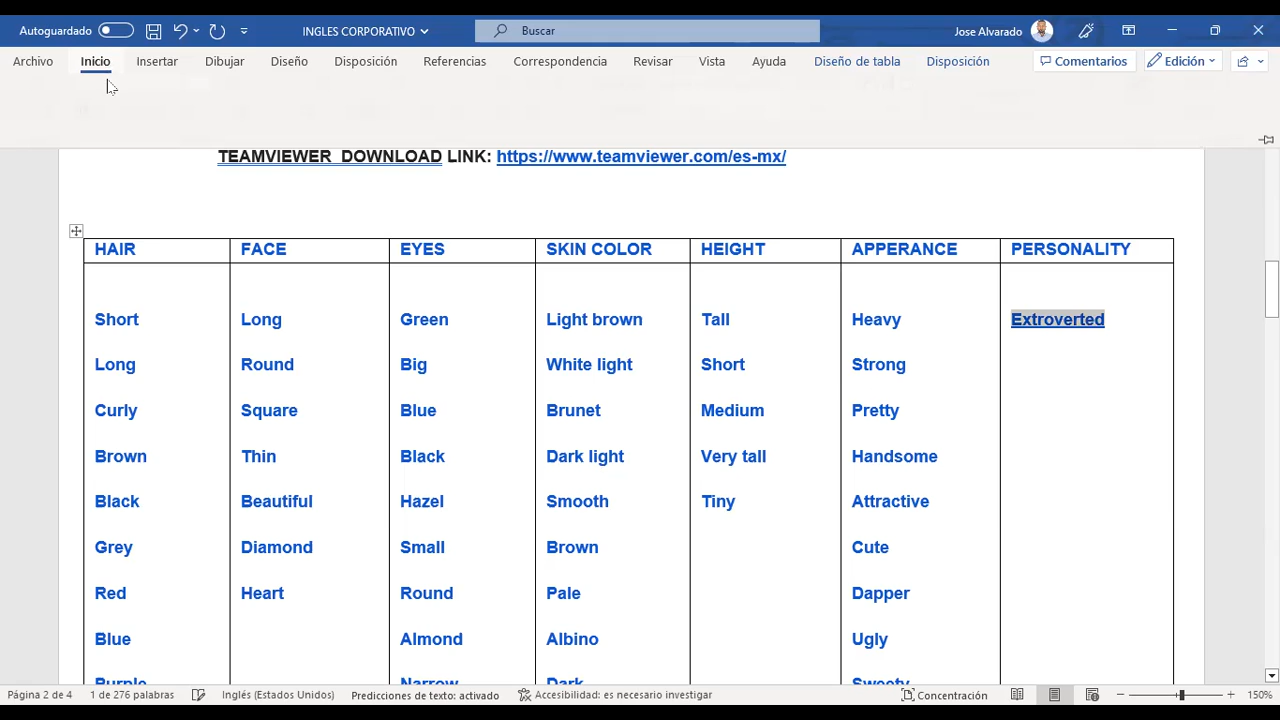 Autoguardado INGLES CORPORATIVO Buscar Jose Alvarado
Archivo Inicio Insertar Dibujar Diseño Disposición Referencias Correspondencia Revisar Vista Ayuda Diseño de tabla Disposición Comentarios Edición
TEAMVIEWER DOWNLOAD LINK: https://www.teamviewer.com/es-mx/
HAIR FACE EYES SKIN COLOR HEIGHT APPERANCE PERSONALITY
Short Long Green Light brown Tall Heavy Extroverted
Long Round Big White light Short Strong
Curly Square Blue Brunet Medium Pretty
Brown Thin Black Dark light Very tall Handsome
Black Beautiful Hazel Smooth Tiny Attractive
Grey Diamond Small Brown Cute
Red Heart Round Pale Dapper
Blue Almond Albino Ugly
Purple Narrow Dark Sweety
Página 2 de 4 1 de 276 palabras Inglés (Estados Unidos) Predicciones de texto: activado Accesibilidad: es necesario investigar Concentración 150%